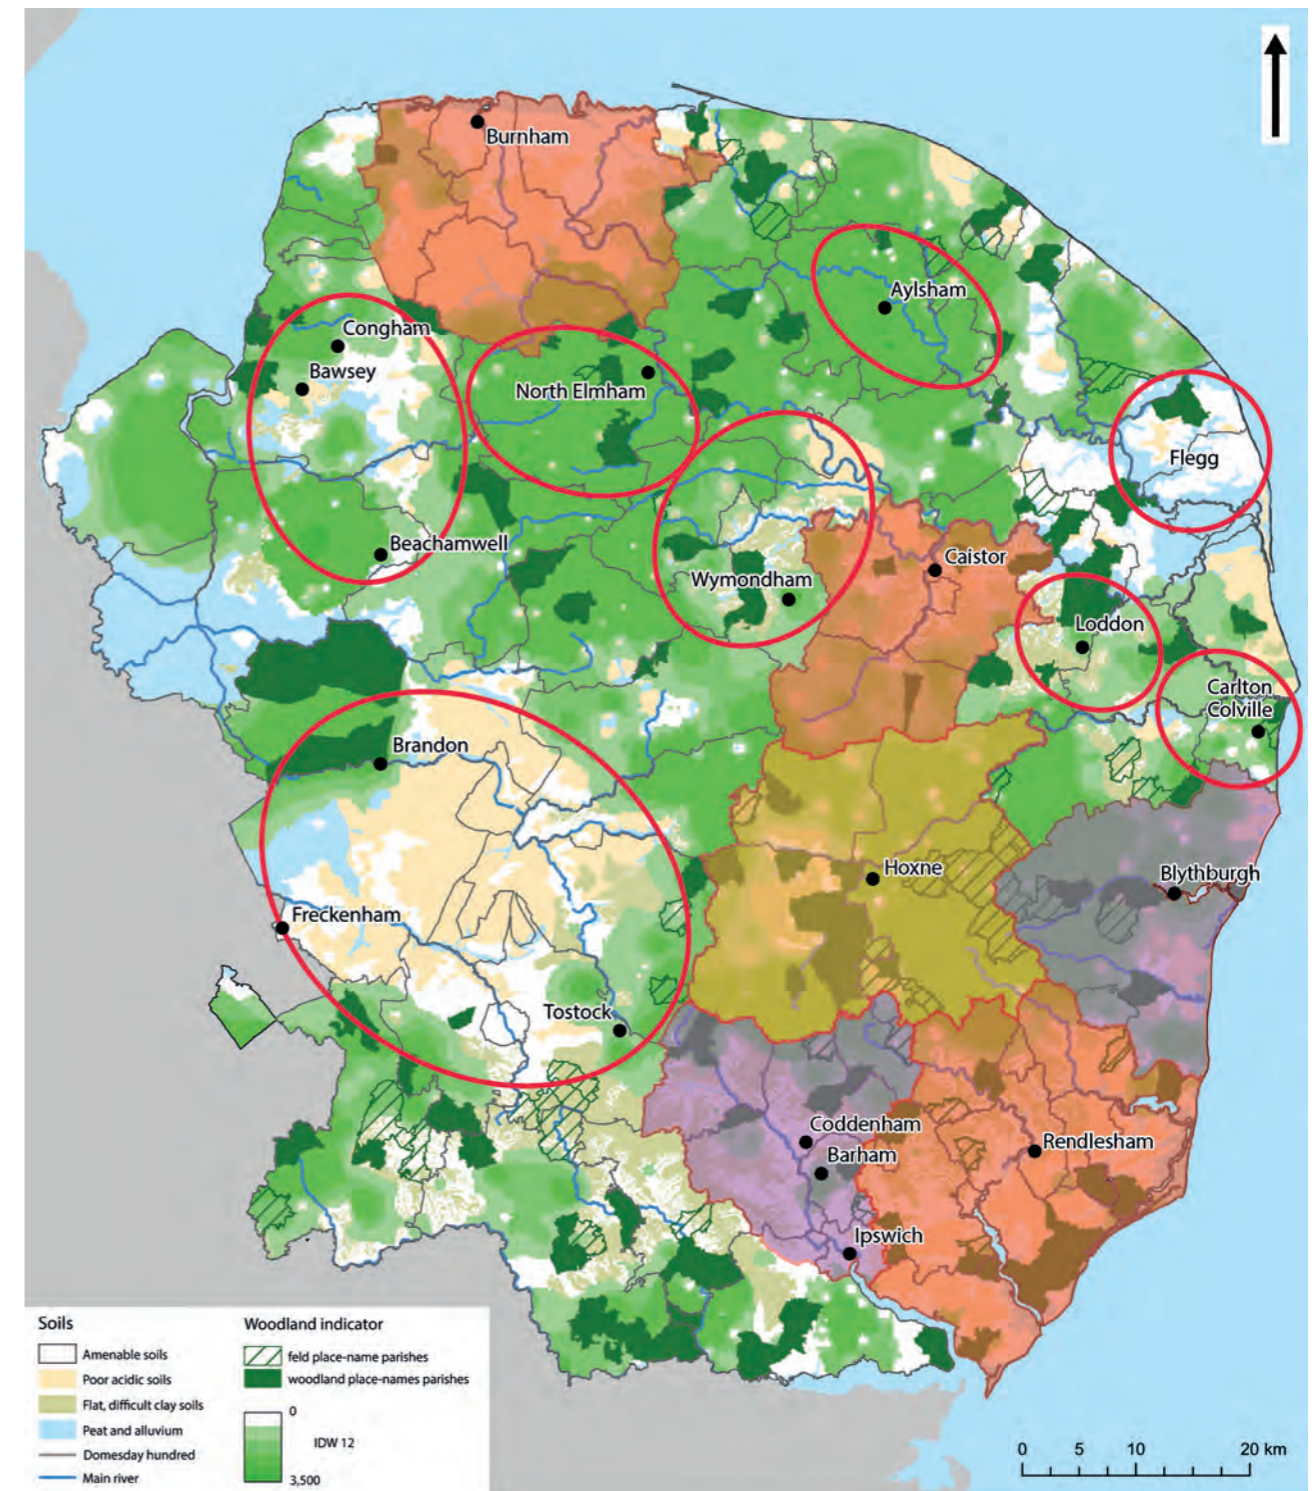 Burnham
Aylsham
Congham
Bawsey
North Elmham
Flegg
Beachamwell
Caistor
Wymondham
Loddon
Carlton
Colville
Brandon
Hoxne
Blythburgh
Freckenham
Tostock
Coddenham
Rendlesham
Barham
Ipswich
Soils
Amenable soils
Poor acidic soils
Flat, difficult clay soils
Peat and alluvium
Domesday hundred
Main river
Woodland indicator
feld place-name parishes
woodland place-names parishes
0
IDW 12
3,500
0 5 10 20 km